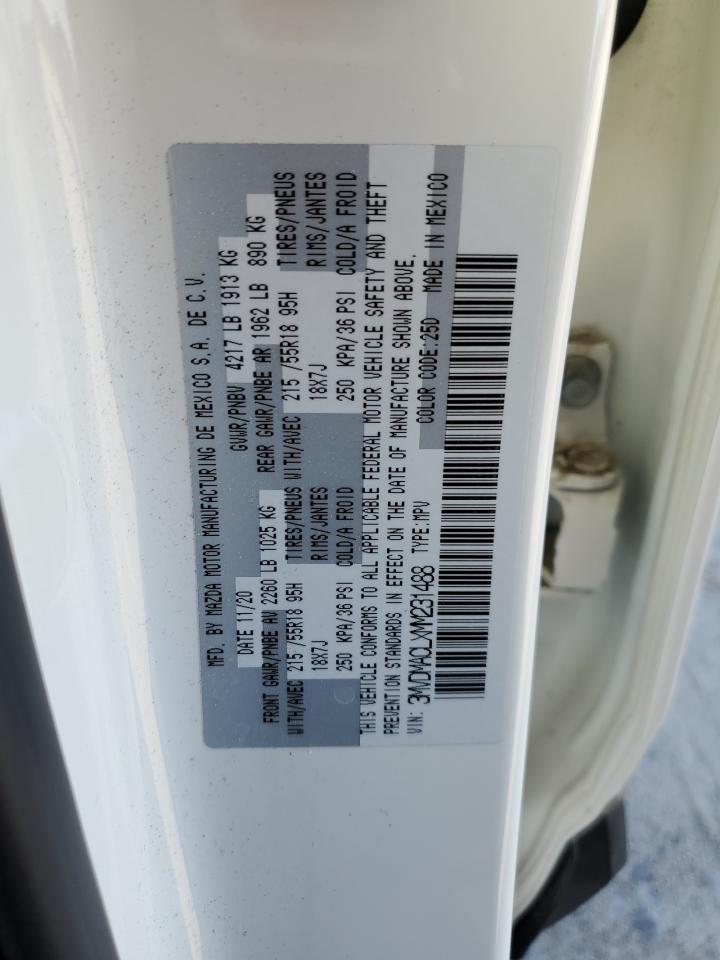 MFD. BY MAZDA MOTOR MANUFACTURING DE MEXICO S.A. DE C.V.
DATE 11/20 GVWR/PNBV 4217 LB 1913 KG
FRONT GAWR/PNBE AV 2260 LB 1025 KG REAR GAWR/PNBE AR 1962 LB 890 KG
WITH/AVEC 215 /55R18 95H TIRES/PNEUS WITH/AVEC 215 /55R18 95H TIRES/PNEUS
18X7J RIMS/JANTES 18X7J RIMS/JANTES
250 KPA/36 PSI COLD/A FROID 250 KPA/36 PSI COLD/A FROID
THIS VEHICLE CONFORMS TO ALL APPLICABLE FEDERAL MOTOR VEHICLE SAFETY AND THEFT
PREVENTION STANDARDS IN EFFECT ON THE DATE OF MANUFACTURE SHOWN ABOVE.
VIN: 3MVDMACLXMM231488 TYPE:MPV COLOR CODE:25D MADE IN MEXICO